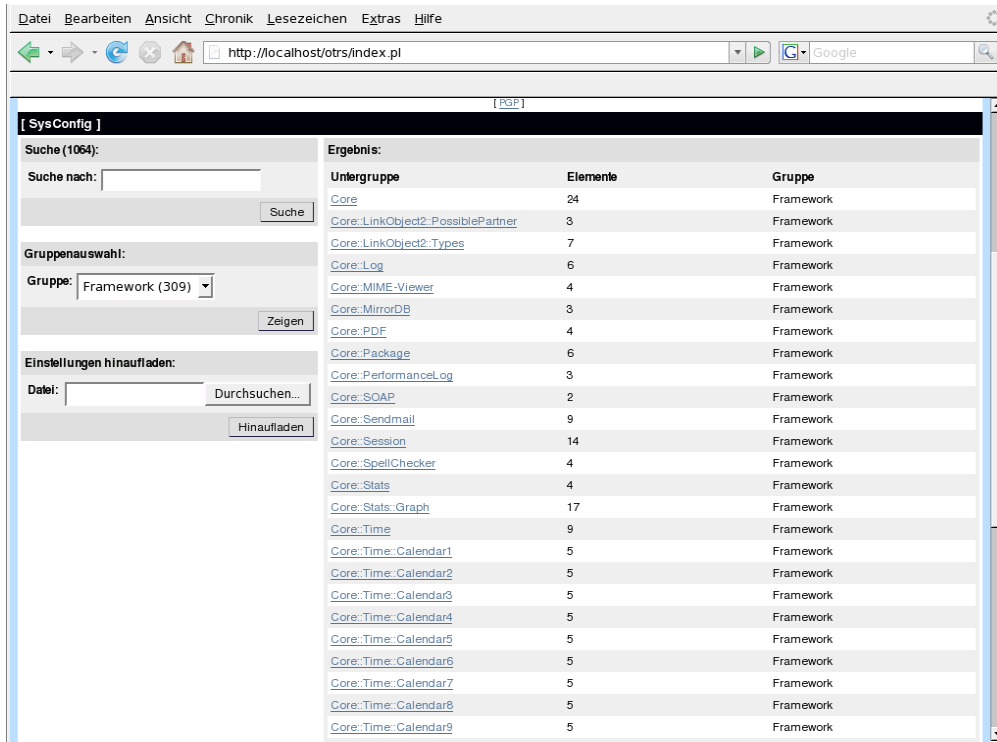 Datei Bearbeiten Ansicht Chronik Lesezeichen Extras Hilfe
http://localhost/otrs/index.pl G Google
[ PGP ]
[ SysConfig ]
Suche (1064):
Suche nach:
Suche
Gruppenauswahl:
Gruppe: Framework (309)
Zeigen
Einstellungen hinaufladen:
Datei: Durchsuchen...
Hinaufladen
Ergebnis:
Untergruppe Elemente Gruppe
Core 24 Framework
Core::LinkObject2::PossiblePartner 3 Framework
Core::LinkObject2::Types 7 Framework
Core::Log 6 Framework
Core::MIME-Viewer 4 Framework
Core::MirrorDB 3 Framework
Core::PDF 4 Framework
Core::Package 6 Framework
Core::PerformanceLog 3 Framework
Core::SOAP 2 Framework
Core::Sendmail 9 Framework
Core::Session 14 Framework
Core::SpellChecker 4 Framework
Core::Stats 4 Framework
Core::Stats::Graph 17 Framework
Core::Time 9 Framework
Core::Time::Calendar1 5 Framework
Core::Time::Calendar2 5 Framework
Core::Time::Calendar3 5 Framework
Core::Time::Calendar4 5 Framework
Core::Time::Calendar5 5 Framework
Core::Time::Calendar6 5 Framework
Core::Time::Calendar7 5 Framework
Core::Time::Calendar8 5 Framework
Core::Time::Calendar9 5 Framework